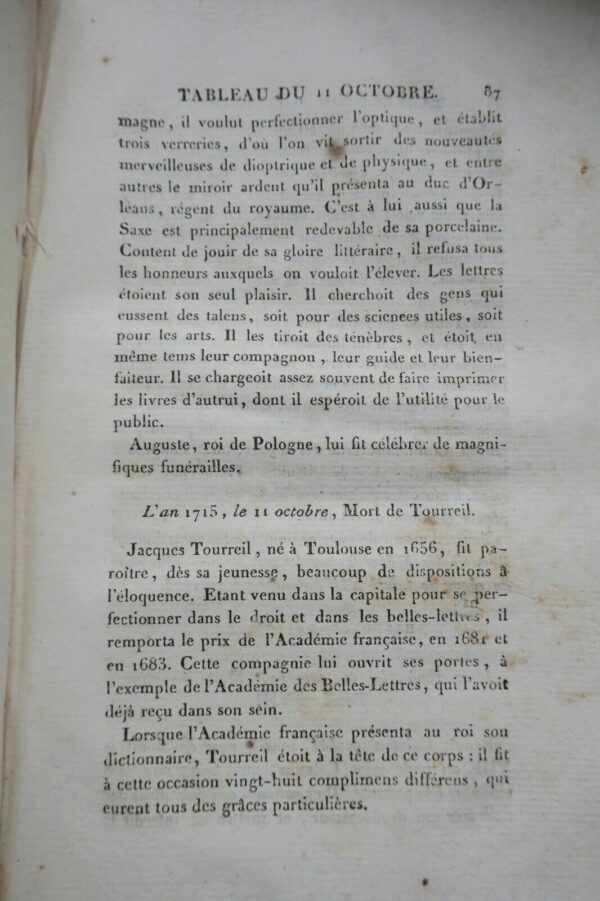 TABLEAU DU 11 OCTOBRE. 87
magne, il voulut perfectionner l'optique, et établit
trois verreries, d'où l'on vit sortir des nouveautés
merveilleuses de dioptrique et de physique, et entre
autres le miroir ardent qu'il présenta au duc d'Or-
léans, régent du royaume. C'est à lui aussi que la
Saxe est principalement redevable de sa porcelaine.
Content de jouir de sa gloire littéraire, il refusa tous
les honneurs auxquels on vouloit l'élever. Les lettres
étoient son seul plaisir. Il cherchoit des gens qui
eussent des talens, soit pour des sciences utiles, soit
pour les arts. Il les tiroit des ténèbres, et étoit en
même tems leur compagnon, leur guide et leur bien-
faiteur. Il se chargeoit assez souvent de faire imprimer
les livres d'autrui, dont il espéroit de l'utilité pour le
public.
Auguste, roi de Pologne, lui fit célébrer de magni-
fiques funérailles.
L'an 1715, le 11 octobre, Mort de Tourreil.
Jacques Tourreil, né à Toulouse en 1656, fit pa-
roître, dès sa jeunesse, beaucoup de dispositions à
l'éloquence. Etant venu dans la capitale pour se per-
fectionner dans le droit et dans les belles-lettres, il
remporta le prix de l'Académie française, en 1681 et
en 1683. Cette compagnie lui ouvrit ses portes, à
l'exemple de l'Académie des Belles-Lettres, qui l'avoit
déjà reçu dans son sein.
Lorsque l'Académie française présenta au roi son
dictionnaire, Tourreil étoit à la tête de ce corps : il fit
à cette occasion vingt-huit complimens différens, qui
eurent tous des grâces particulières.